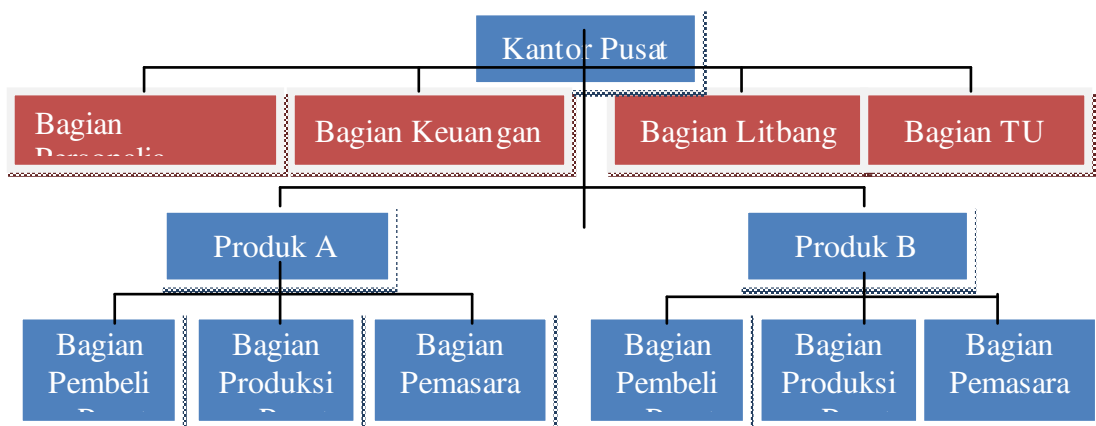 Kantor Pusat
Bagian
Bagian Keuangan
Bagian Litbang
Bagian TU
Produk A
Produk B
Bagian
Pembeli
Bagian
Produksi
Bagian
Pemasara
Bagian
Pembeli
Bagian
Produksi
Bagian
Pemasara